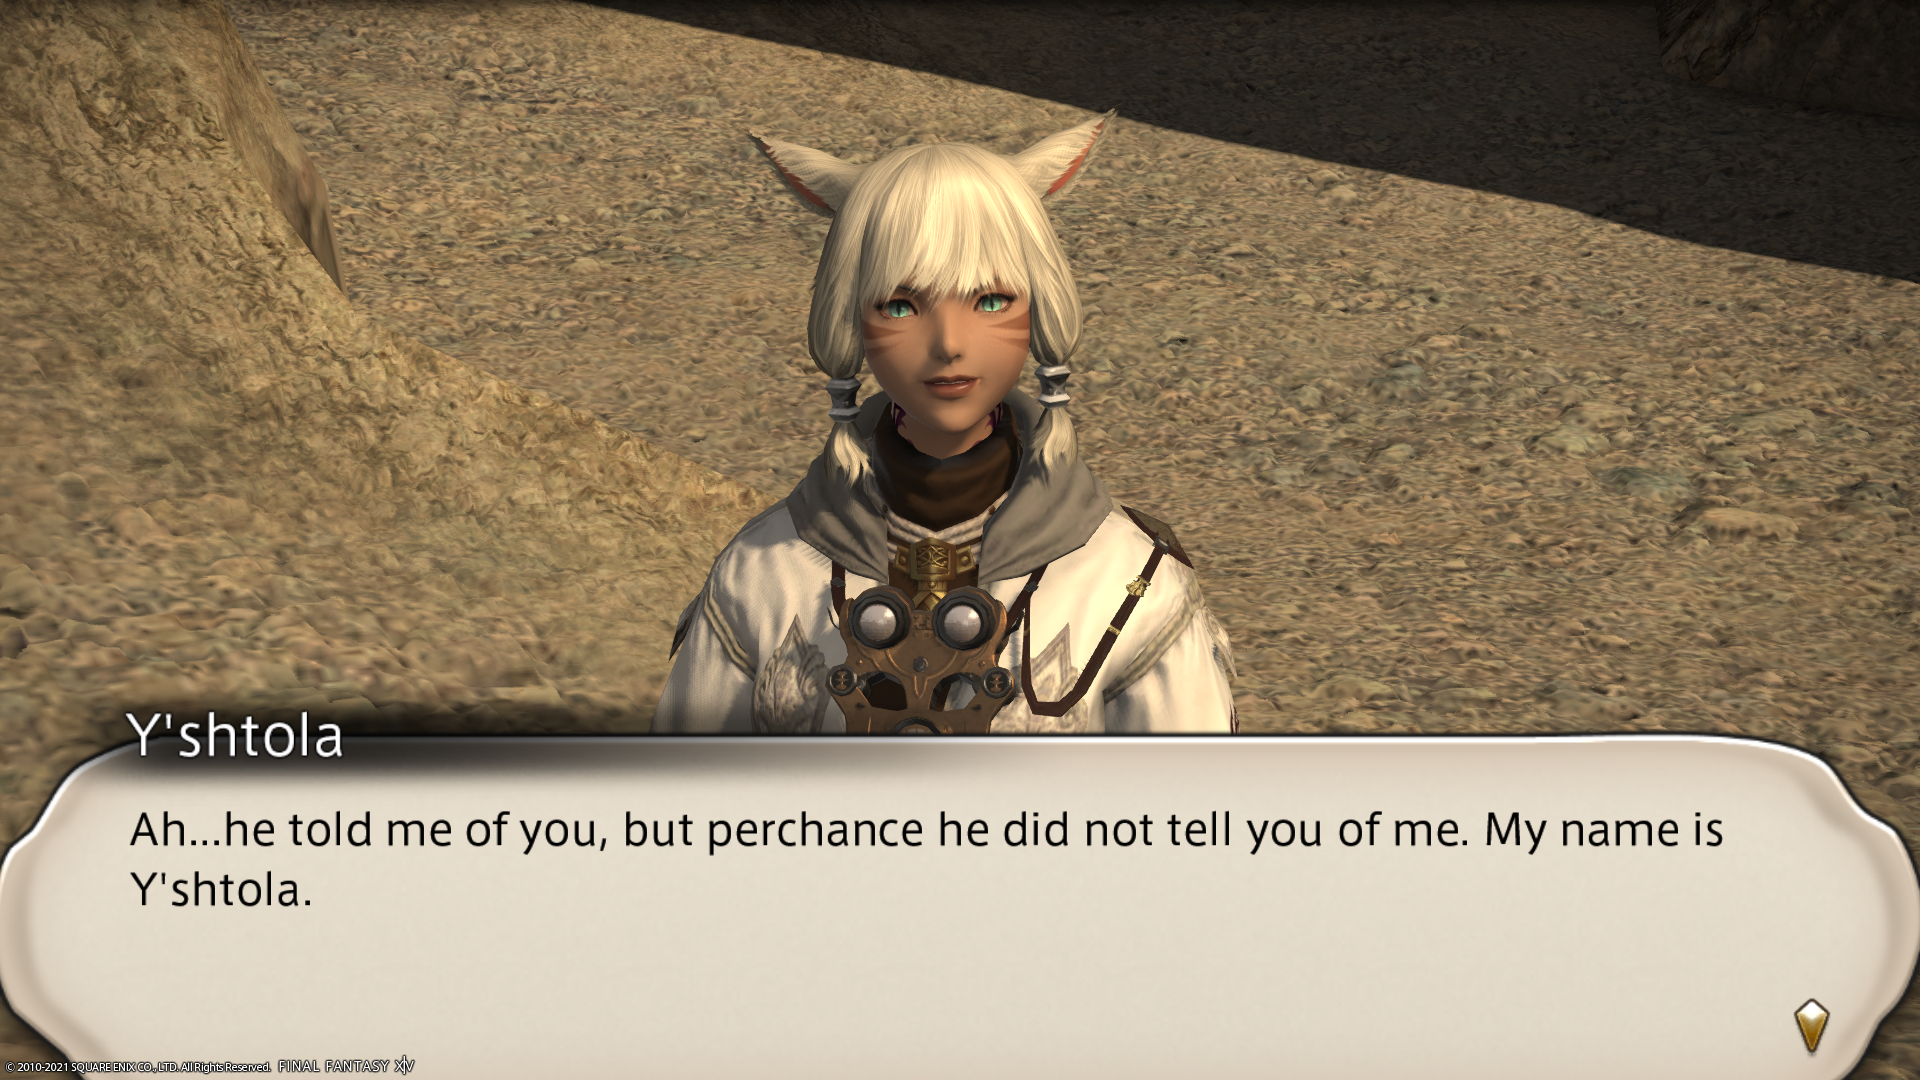 Y'shtola
Ah...he told me of you, but perchance he did not tell you of me. My name is
Y'shtola.
© 2010-2021 SQUARE ENIX CO., LTD. All Rights Reserved. FINAL FANTASY XIV